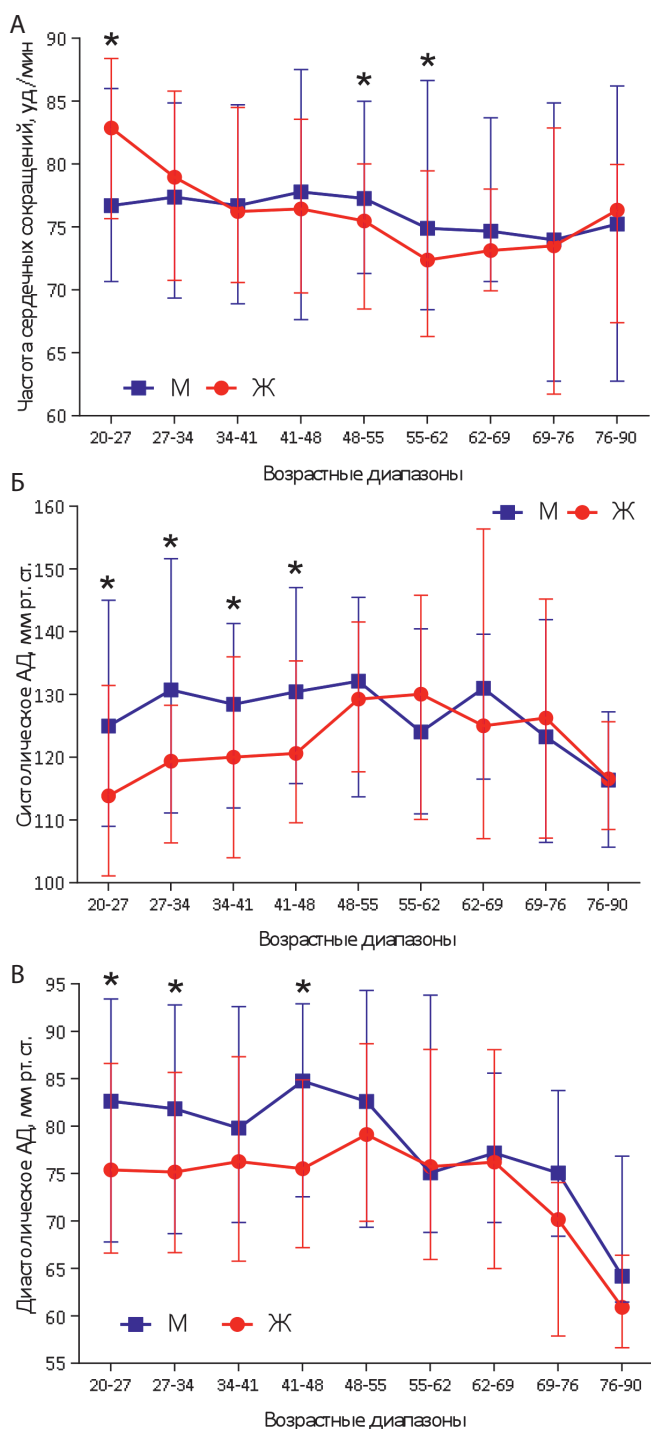 А
Частота сердечных сокращений, уд./мин
90
85
80
75
70
65
60
* * *
М Ж
20-27 27-34 34-41 41-48 48-55 55-62 62-69 69-76 76-90
Возрастные диапазоны
Б
Систолическое АД, мм рт. ст.
160
150
140
130
120
110
100
М Ж
* * * *
20-27 27-34 34-41 41-48 48-55 55-62 62-69 69-76 76-90
Возрастные диапазоны
В
Диастолическое АД, мм рт. ст.
95
90
85
80
75
70
65
60
55
* * *
М Ж
20-27 27-34 34-41 41-48 48-55 55-62 62-69 69-76 76-90
Возрастные диапазоны